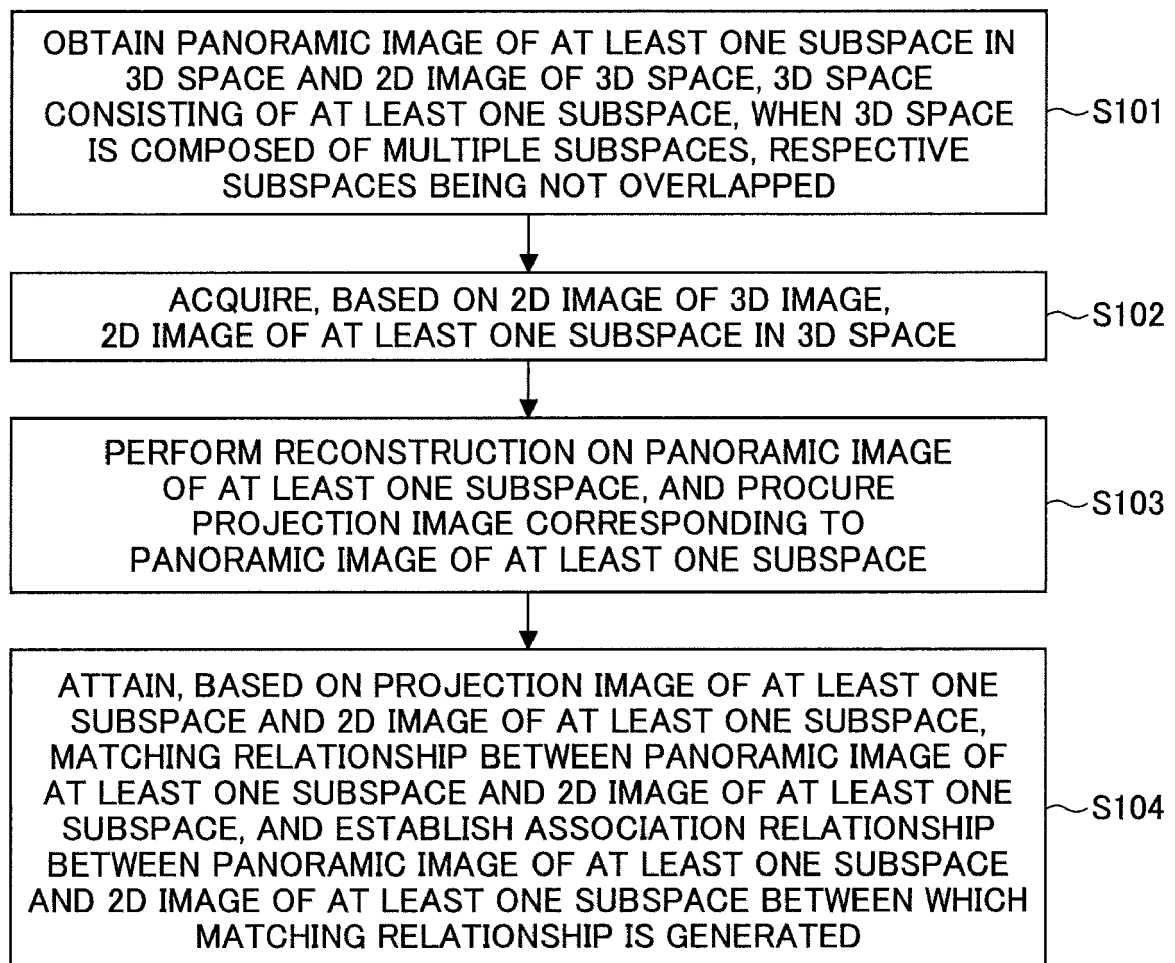 OBTAIN PANORAMIC IMAGE OF AT LEAST ONE SUBSPACE IN
3D SPACE AND 2D IMAGE OF 3D SPACE, 3D SPACE
CONSISTING OF AT LEAST ONE SUBSPACE, WHEN 3D SPACE
IS COMPOSED OF MULTIPLE SUBSPACES, RESPECTIVE
SUBSPACES BEING NOT OVERLAPPED
S101
ACQUIRE, BASED ON 2D IMAGE OF 3D IMAGE,
2D IMAGE OF AT LEAST ONE SUBSPACE IN 3D SPACE
S102
PERFORM RECONSTRUCTION ON PANORAMIC IMAGE
OF AT LEAST ONE SUBSPACE, AND PROCURE
PROJECTION IMAGE CORRESPONDING TO
PANORAMIC IMAGE OF AT LEAST ONE SUBSPACE
S103
ATTAIN, BASED ON PROJECTION IMAGE OF AT LEAST ONE
SUBSPACE AND 2D IMAGE OF AT LEAST ONE SUBSPACE,
MATCHING RELATIONSHIP BETWEEN PANORAMIC IMAGE OF
AT LEAST ONE SUBSPACE AND 2D IMAGE OF AT LEAST ONE
SUBSPACE, AND ESTABLISH ASSOCIATION RELATIONSHIP
BETWEEN PANORAMIC IMAGE OF AT LEAST ONE SUBSPACE
AND 2D IMAGE OF AT LEAST ONE SUBSPACE BETWEEN WHICH
MATCHING RELATIONSHIP IS GENERATED
S104